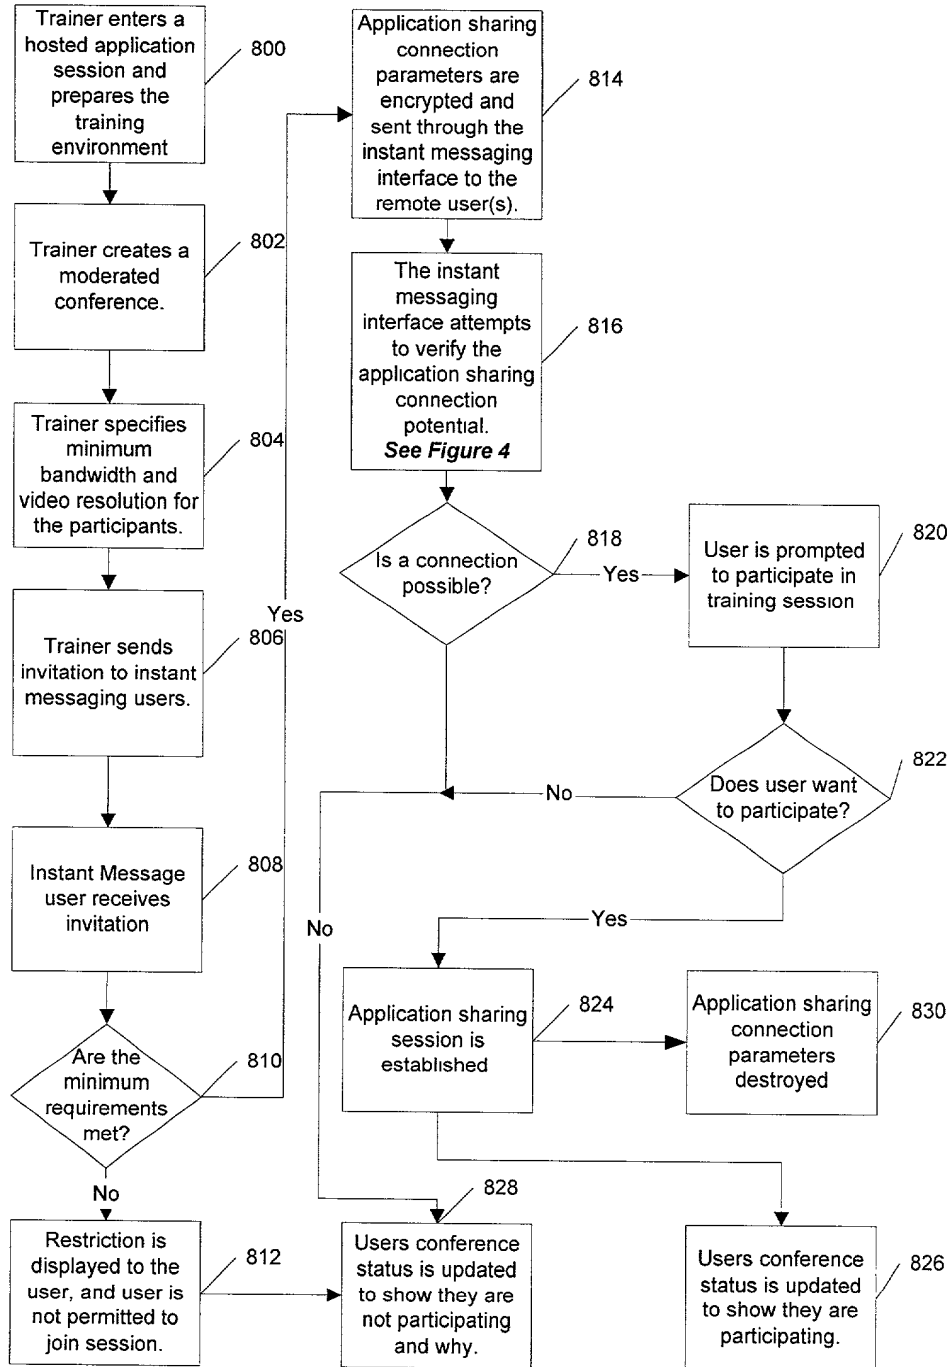 Trainer enters a
hosted application
session and
prepares the
training
environment
800
Trainer creates a
moderated
conference.
802
Trainer specifies
minimum
bandwidth and
video resolution for
the participants.
804
Trainer sends
invitation to instant
messaging users.
806
Instant Message
user receives
invitation
808
Are the
minimum
requirements
met?
810
Yes
No
Restriction is
displayed to the
user, and user is
not permitted to
join session.
812
Application sharing
connection
parameters are
encrypted and
sent through the
instant messaging
interface to the
remote user(s).
814
The instant
messaging
interface attempts
to verify the
application sharing
connection
potential.
See Figure 4
816
Is a connection
possible?
818
Yes
User is prompted
to participate in
training session
820
Does user want
to participate?
822
No
No
Yes
Application sharing
session is
established
824
Application sharing
connection
parameters
destroyed
830
Users conference
status is updated
to show they are
not participating
and why.
828
Users conference
status is updated
to show they are
participating.
826